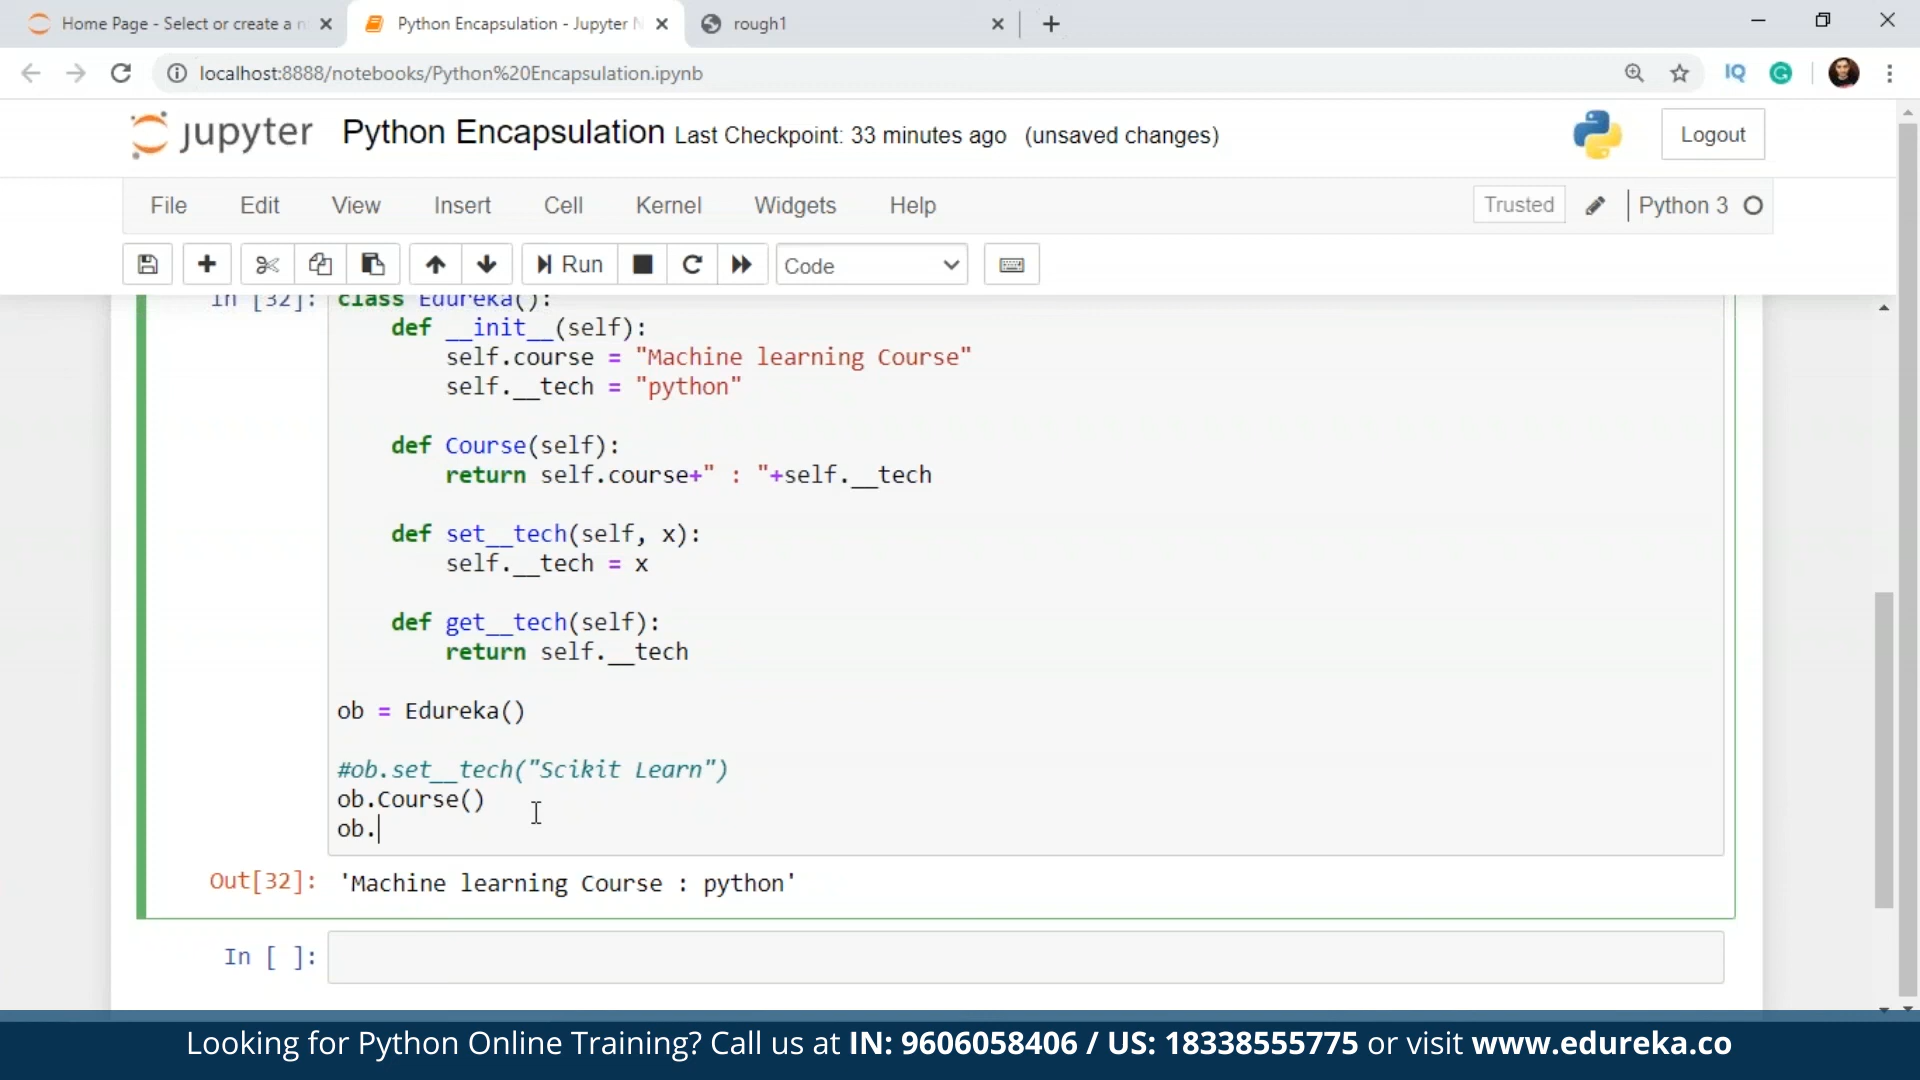 Home Page - Select or create a n
Python Encapsulation - Jupyter N
rough1
localhost:8888/notebooks/Python%20Encapsulation.ipynb
IQ
jupyter Python Encapsulation Last Checkpoint: 33 minutes ago (unsaved changes)
Logout
File Edit View Insert Cell Kernel Widgets Help Trusted Python 3
Run Code
In [32]: class Edureka():
    def __init__(self):
        self.course = "Machine learning Course"
        self.__tech = "python"
    def Course(self):
        return self.course+" : "+self.__tech
    def set__tech(self, x):
        self.__tech = x
    def get__tech(self):
        return self.__tech
ob = Edureka()
#ob.set__tech("Scikit Learn")
ob.Course()
ob.
Out[32]: 'Machine learning Course : python'
In [ ]:
Looking for Python Online Training? Call us at IN: 9606058406 / US: 18338555775 or visit www.edureka.co